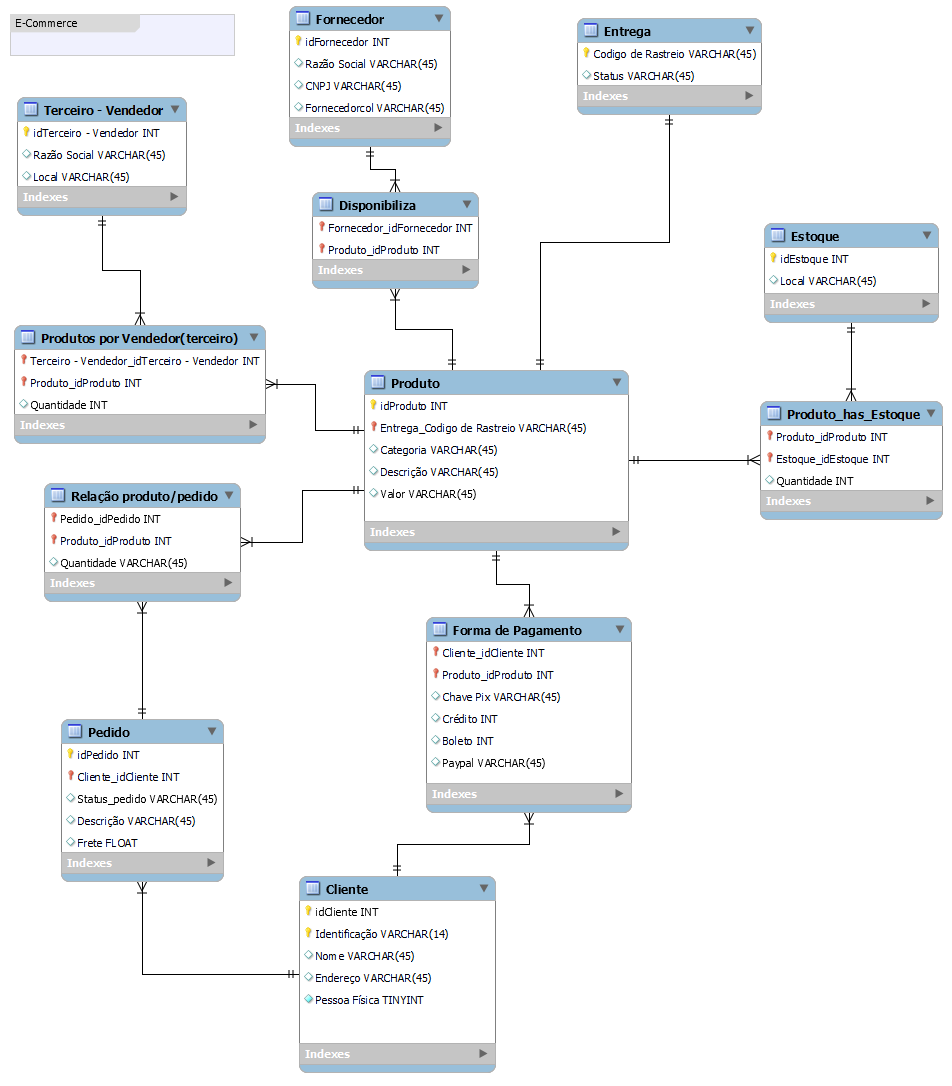 E-Commerce
Fornecedor
idFornecedor INT
Razão Social VARCHAR(45)
CNPJ VARCHAR(45)
Fornecedorcol VARCHAR(45)
Indexes
Entrega
Codigo de Rastreio VARCHAR(45)
Status VARCHAR(45)
Indexes
Terceiro - Vendedor
idTerceiro - Vendedor INT
Razão Social VARCHAR(45)
Local VARCHAR(45)
Indexes
Disponibiliza
Fornecedor_idFornecedor INT
Produto_idProduto INT
Indexes
Estoque
idEstoque INT
Local VARCHAR(45)
Indexes
Produtos por Vendedor(terceiro)
Terceiro - Vendedor_idTerceiro - Vendedor INT
Produto_idProduto INT
Quantidade INT
Indexes
Produto
idProduto INT
Entrega_Codigo de Rastreio VARCHAR(45)
Categoria VARCHAR(45)
Descrição VARCHAR(45)
Valor VARCHAR(45)
Indexes
Produto_has_Estoque
Produto_idProduto INT
Estoque_idEstoque INT
Quantidade INT
Indexes
Relação produto/pedido
Pedido_idPedido INT
Produto_idProduto INT
Quantidade VARCHAR(45)
Indexes
Forma de Pagamento
Cliente_idCliente INT
Produto_idProduto INT
Chave Pix VARCHAR(45)
Crédito INT
Boleto INT
Paypal VARCHAR(45)
Indexes
Pedido
idPedido INT
Cliente_idCliente INT
Status_pedido VARCHAR(45)
Descrição VARCHAR(45)
Frete FLOAT
Indexes
Cliente
idCliente INT
Identificação VARCHAR(14)
Nome VARCHAR(45)
Endereço VARCHAR(45)
Pessoa Física TINYINT
Indexes